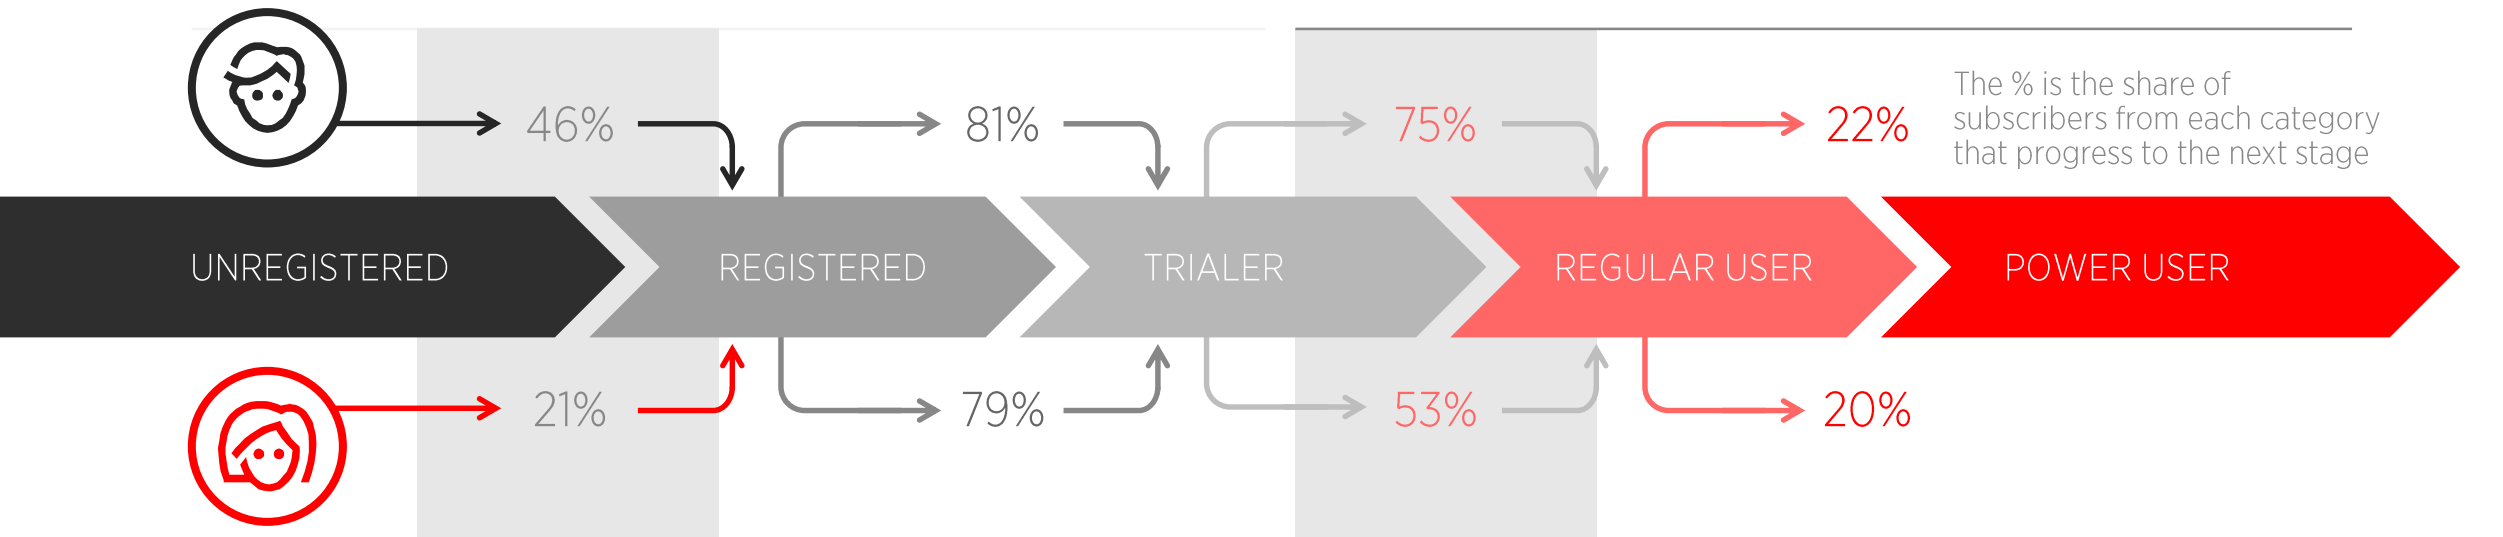 The % is the share of
subscribers from each category
that progress to the next stage
46%
81%
73%
22%
UNREGISTERED
REGISTERED
TRIALER
REGULAR USER
POWER USER
21%
79%
53%
20%